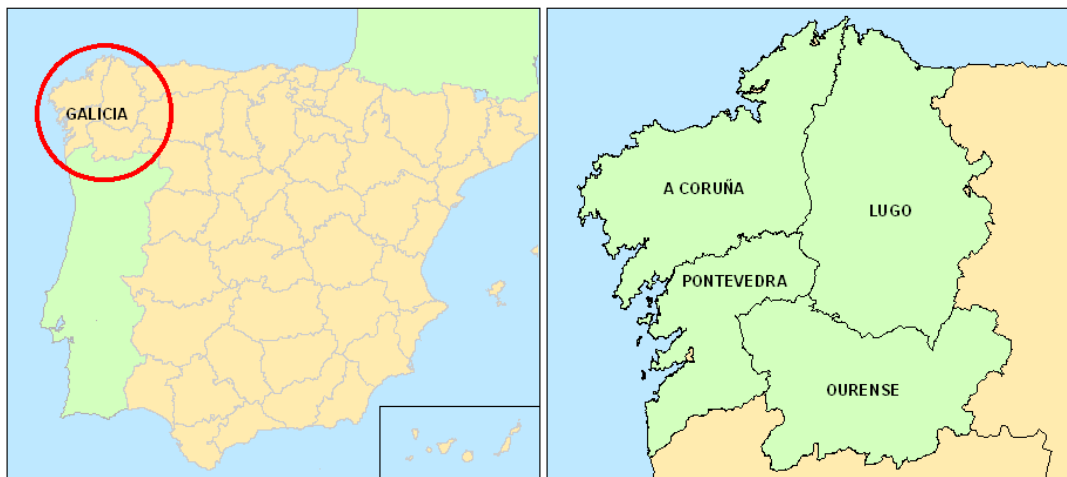 GALICIA
A CORUÑA
LUGO
PONTEVEDRA
OURENSE